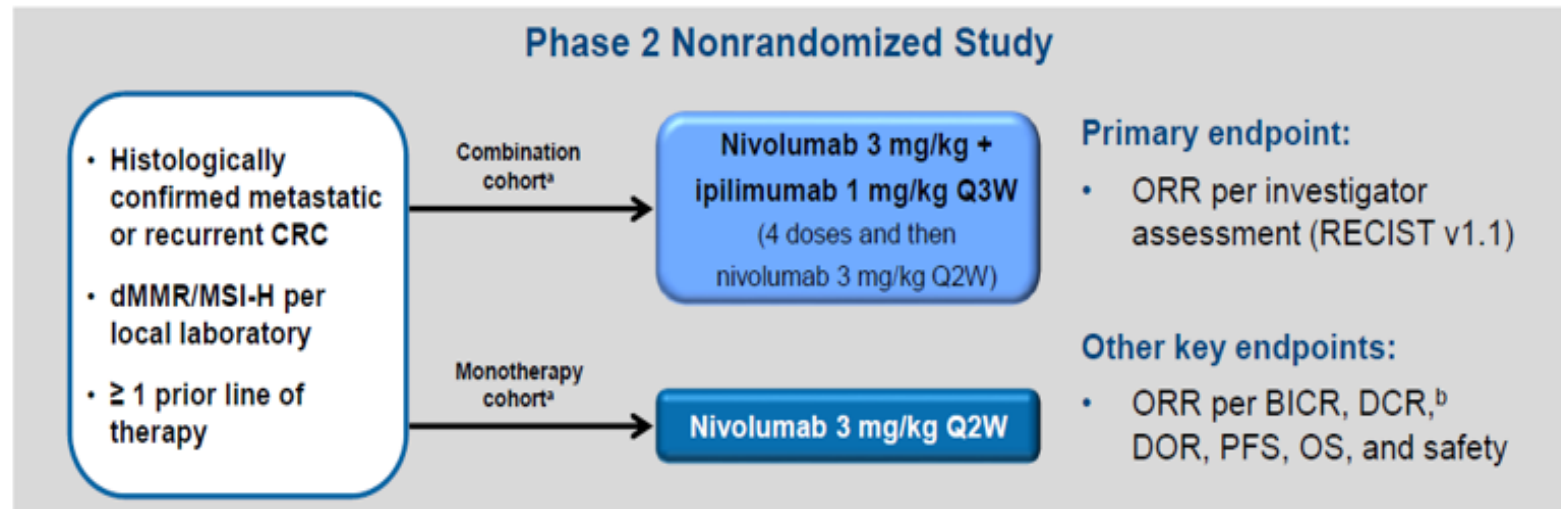 Phase 2 Nonrandomized Study
• Histologically
confirmed metastatic
or recurrent CRC
• dMMR/MSI-H per
local laboratory
• ≥ 1 prior line of
therapy
Combination
cohortᵃ
Nivolumab 3 mg/kg +
ipilimumab 1 mg/kg Q3W
(4 doses and then
nivolumab 3 mg/kg Q2W)
Monotherapy
cohortᵃ
Nivolumab 3 mg/kg Q2W
Primary endpoint:
• ORR per investigator
assessment (RECIST v1.1)
Other key endpoints:
• ORR per BICR, DCR,ᵇ
DOR, PFS, OS, and safety